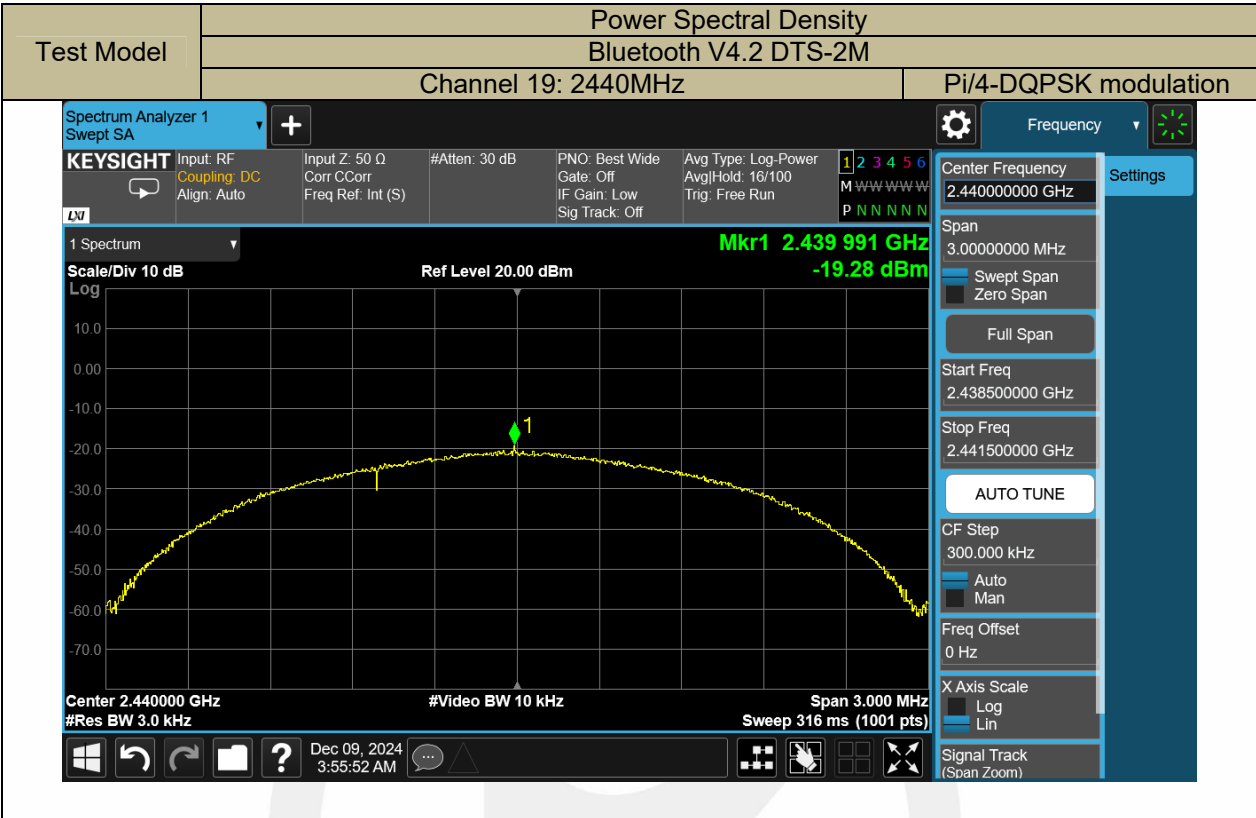 Test Model
Power Spectral Density
Bluetooth V4.2 DTS-2M
Channel 19: 2440MHz
Pi/4-DQPSK modulation
Spectrum Analyzer 1
Swept SA
Frequency
KEYSIGHT
LXI
Input: RF
Coupling: DC
Align: Auto
Input Z: 50 Ω
Corr CCorr
Freq Ref: Int (S)
#Atten: 30 dB
PNO: Best Wide
Gate: Off
IF Gain: Low
Sig Track: Off
Avg Type: Log-Power
Avg|Hold: 16/100
Trig: Free Run
1 2 3 4 5 6
M W W W W W
P N N N N N
1 Spectrum
Mkr1 2.439 991 GHz
Scale/Div 10 dB
Ref Level 20.00 dBm
-19.28 dBm
Log
10.0
0.00
-10.0
1
-20.0
-30.0
-40.0
-50.0
-60.0
-70.0
Center 2.440000 GHz
#Video BW 10 kHz
Span 3.000 MHz
#Res BW 3.0 kHz
Sweep 316 ms (1001 pts)
Center Frequency
2.440000000 GHz
Settings
Span
3.00000000 MHz
Swept Span
Zero Span
Full Span
Start Freq
2.438500000 GHz
Stop Freq
2.441500000 GHz
AUTO TUNE
CF Step
300.000 kHz
Auto
Man
Freq Offset
0 Hz
X Axis Scale
Log
Lin
Signal Track
(Span Zoom)
?
Dec 09, 2024
3:55:52 AM